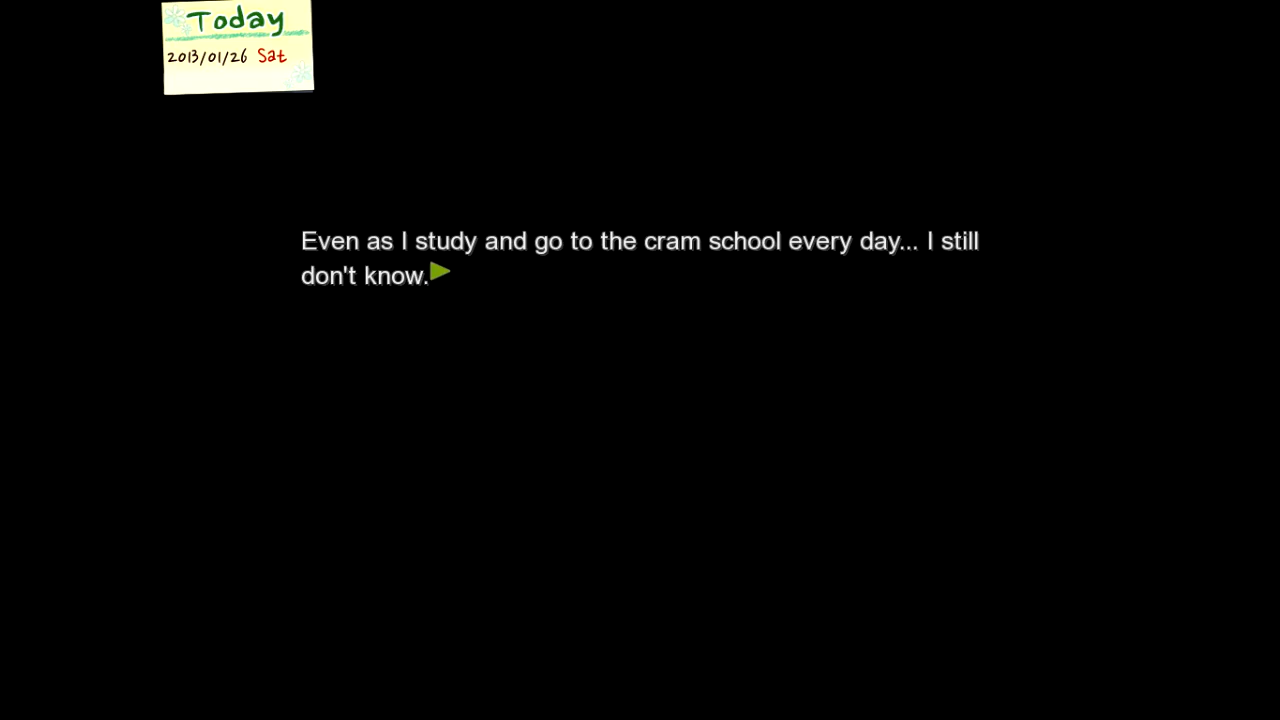 Today
2013/01/26 Sat
Even as I study and go to the cram school every day... I still
don't know.